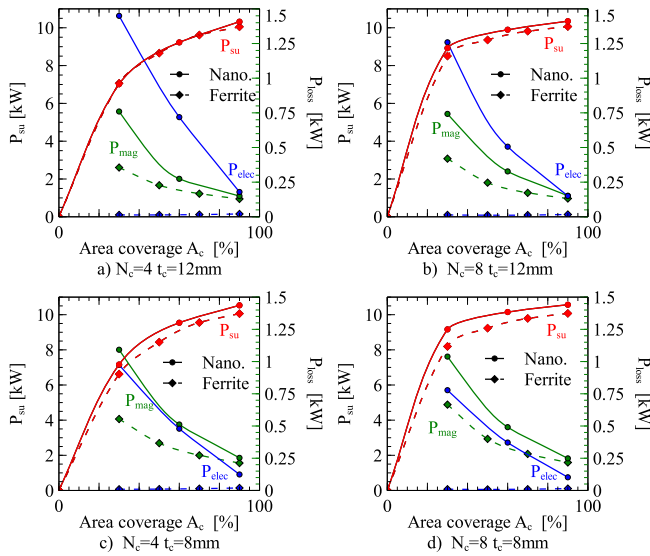 10
8
6
4
2
0
P_su [kW]
1.5
1.25
1
0.75
0.5
0.25
0
P_loss [kW]
P_su
Nano.
Ferrite
P_mag
P_elec
0
100
Area coverage A_c [%]
a) N_c=4 t_c=12mm
10
8
6
4
2
0
P_su [kW]
1.5
1.25
1
0.75
0.5
0.25
0
P_loss [kW]
P_su
Nano.
Ferrite
P_mag
P_elec
0
100
Area coverage A_c [%]
b) N_c=8 t_c=12mm
10
8
6
4
2
0
P_su [kW]
1.5
1.25
1
0.75
0.5
0.25
0
P_loss [kW]
P_su
Nano.
Ferrite
P_mag
P_elec
0
100
Area coverage A_c [%]
c) N_c=4 t_c=8mm
10
8
6
4
2
0
P_su [kW]
1.5
1.25
1
0.75
0.5
0.25
0
P_loss [kW]
P_su
Nano.
Ferrite
P_mag
P_elec
0
100
Area coverage A_c [%]
d) N_c=8 t_c=8mm